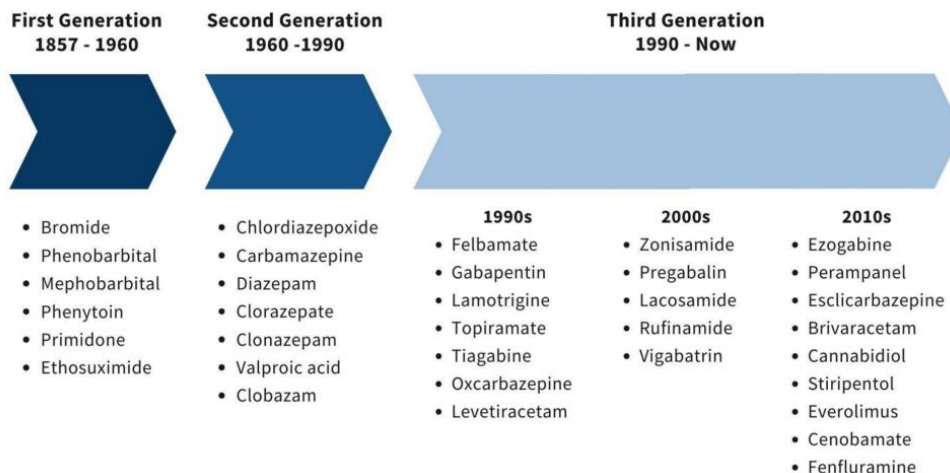 First Generation
1857 - 1960
Second Generation
1960 -1990
Third Generation
1990 - Now
• Bromide
• Phenobarbital
• Mephobarbital
• Phenytoin
• Primidone
• Ethosuximide
• Chlordiazepoxide
• Carbamazepine
• Diazepam
• Clorazepate
• Clonazepam
• Valproic acid
• Clobazam
1990s
• Felbamate
• Gabapentin
• Lamotrigine
• Topiramate
• Tiagabine
• Oxcarbazepine
• Levetiracetam
2000s
• Zonisamide
• Pregabalin
• Lacosamide
• Rufinamide
• Vigabatrin
2010s
• Ezogabine
• Perampanel
• Esclicarbazepine
• Brivaracetam
• Cannabidiol
• Stiripentol
• Everolimus
• Cenobamate
• Fenfluramine